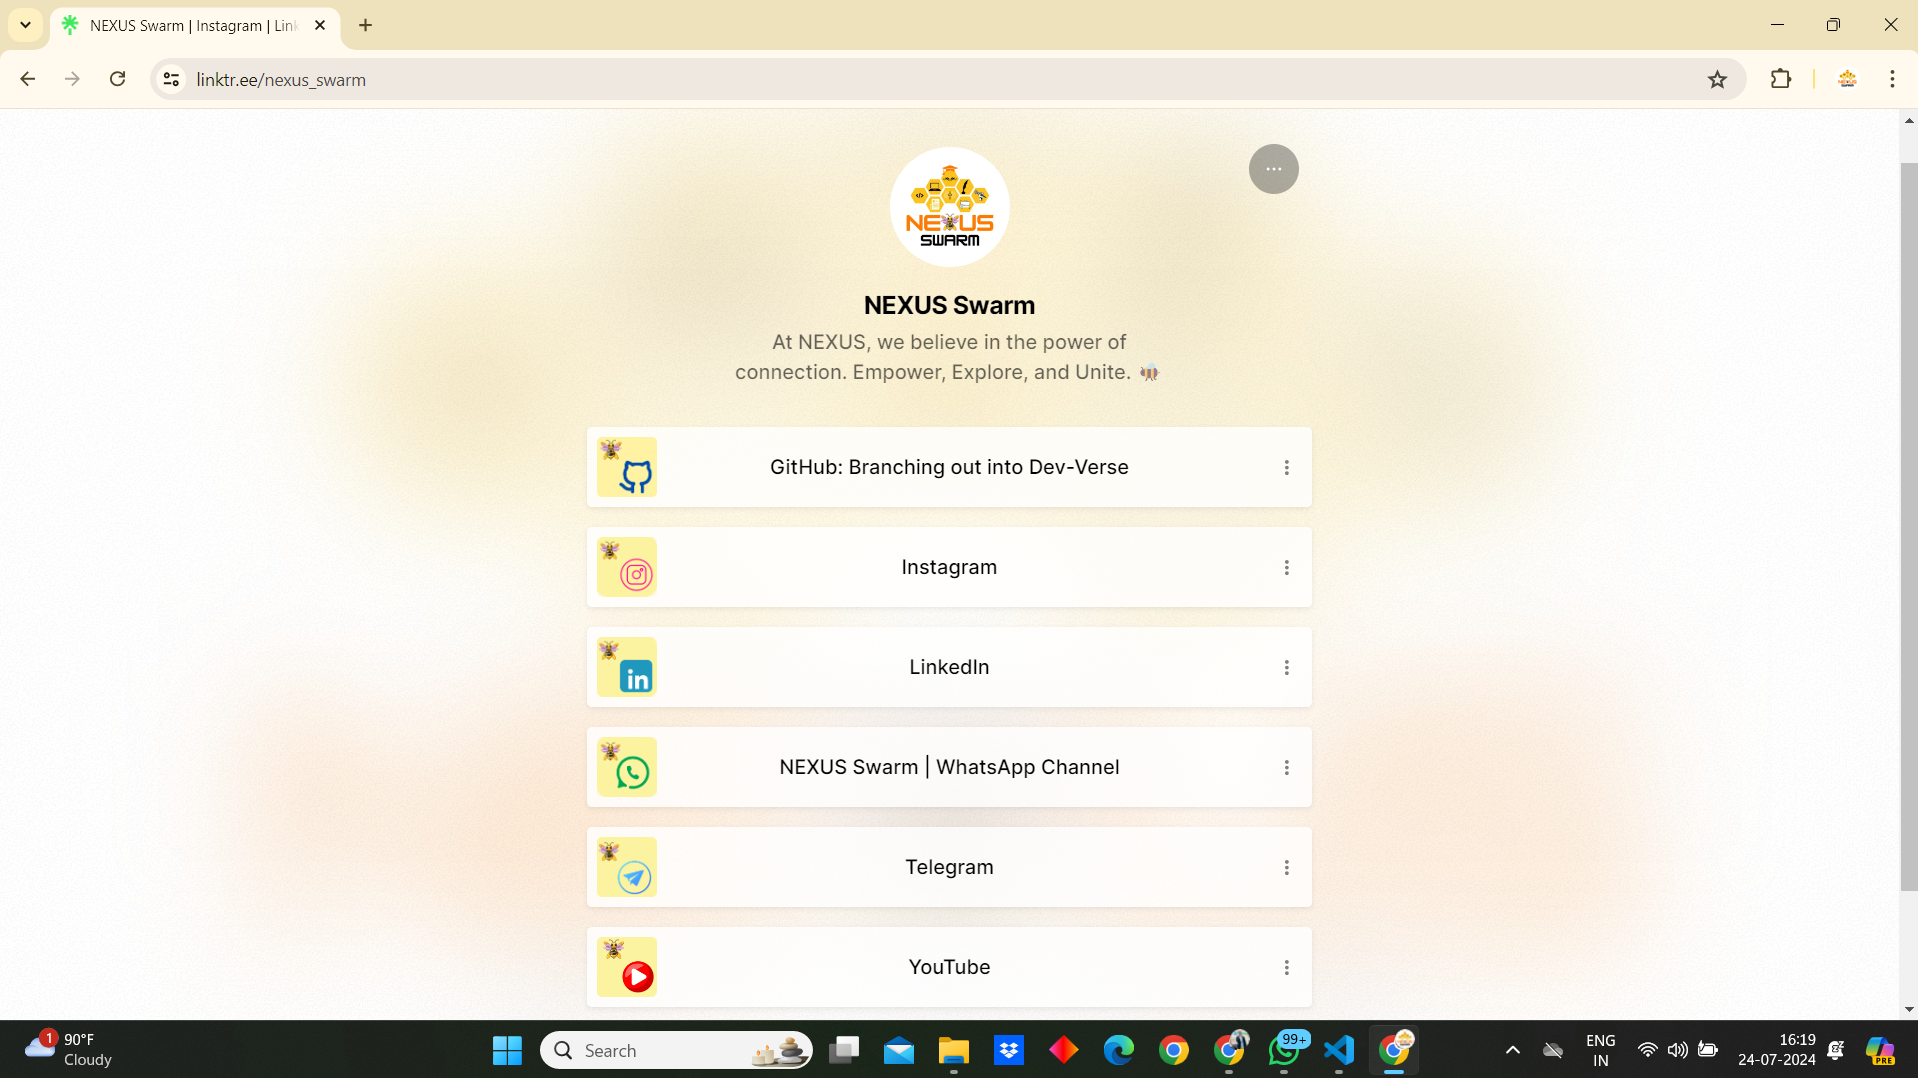 NEXUS Swarm | Instagram | Link
linktr.ee/nexus_swarm
NEXUS
SWARM
NEXUS Swarm
At NEXUS, we believe in the power of
connection. Empower, Explore, and Unite. 🐝
GitHub: Branching out into Dev-Verse
Instagram
LinkedIn
NEXUS Swarm | WhatsApp Channel
Telegram
YouTube
1
90°F
Cloudy
Search
99+
ENG
IN
16:19
24-07-2024
PRE